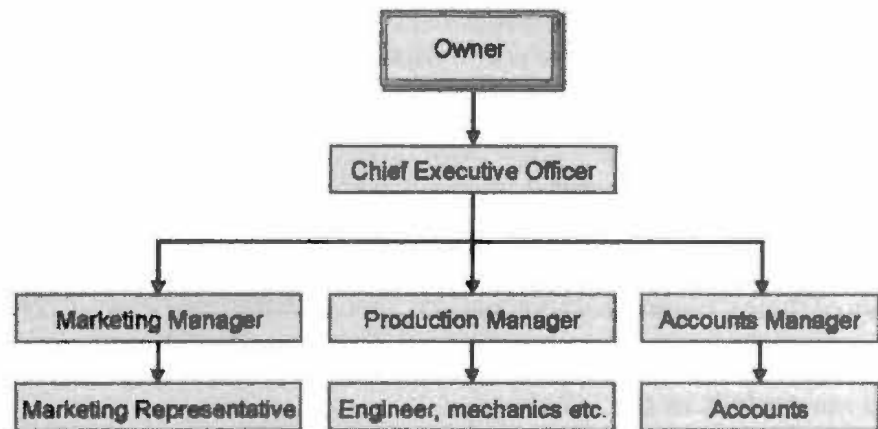 Owner
Chief Executive Officer
Marketing Manager
Production Manager
Accounts Manager
Marketing Representative
Engineer, mechanics etc.
Accounts